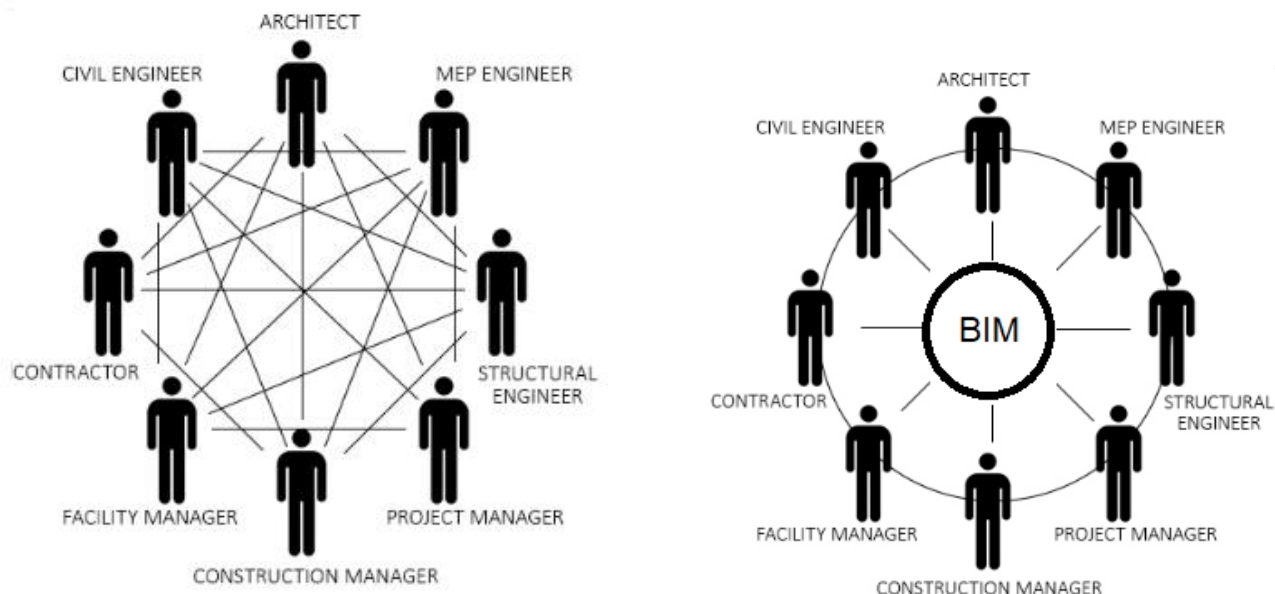 ARCHITECT
CIVIL ENGINEER
MEP ENGINEER
CONTRACTOR
STRUCTURAL
ENGINEER
FACILITY MANAGER
PROJECT MANAGER
CONSTRUCTION MANAGER
ARCHITECT
CIVIL ENGINEER
MEP ENGINEER
BIM
CONTRACTOR
STRUCTURAL
ENGINEER
FACILITY MANAGER
PROJECT MANAGER
CONSTRUCTION MANAGER